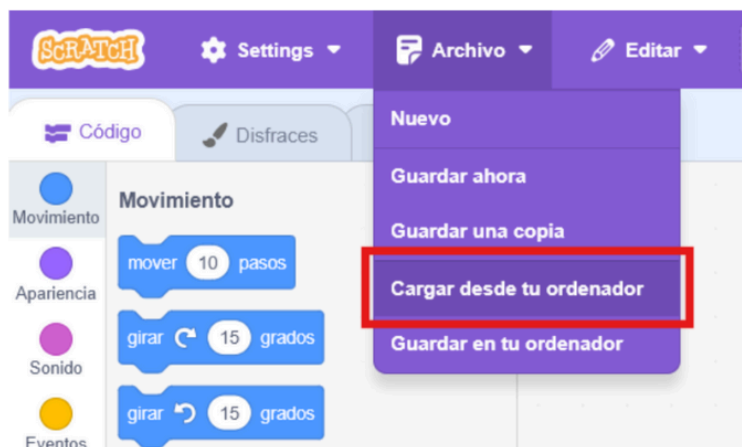 SCRATCH Settings Archivo Editar
Código Disfraces
Nuevo
Guardar ahora
Guardar una copia
Cargar desde tu ordenador
Guardar en tu ordenador
Movimiento
Apariencia
Sonido
Eventos
Movimiento
mover 10 pasos
girar 15 grados
girar 15 grados